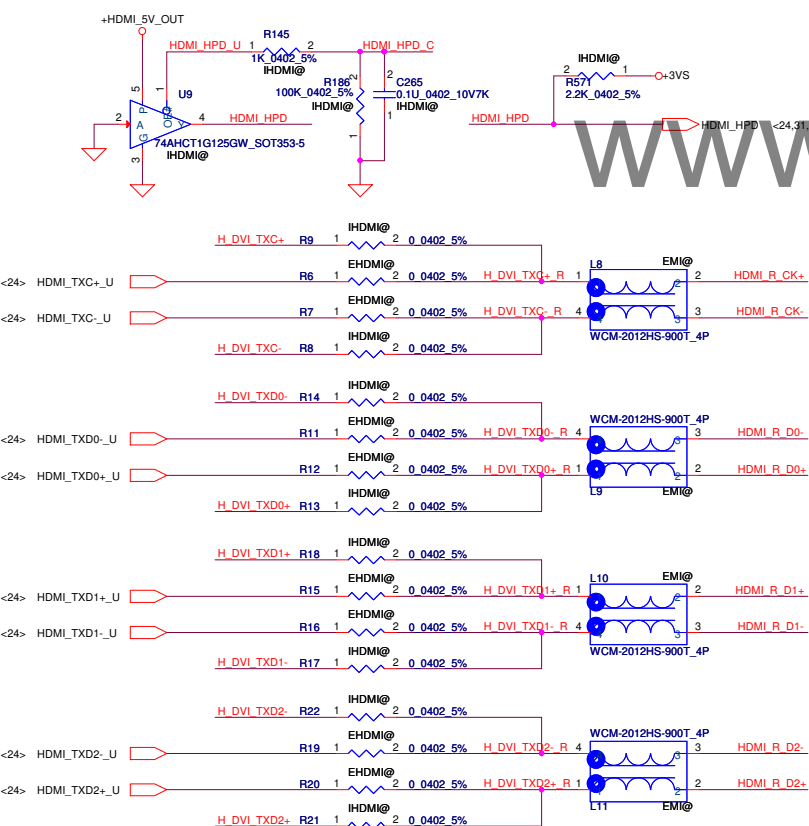 +HDMI_5V_OUT
HDMI_HPD_U
R145
1 2
1K_0402_5%
IHDMI@
HDMI_HPD_C
R186
100K_0402_5%
IHDMI@
2
1
C265
0.1U_0402_10V7K
IHDMI@
2
1
5
1
U9
P
OE#
2
A
Y
4
HDMI_HPD
G
3
74AHCT1G125GW_SOT353-5
IHDMI@
IHDMI@
2 1
+3VS
R571
2.2K_0402_5%
HDMI_HPD
HDMI_HPD <24,31,
WWW
IHDMI@
H_DVI_TXC+ R9 1 2 0_0402_5%
EHDMI@
<24> HDMI_TXC+_U R6 1 2 0_0402_5% H_DVI_TXC+_R 1 L8 EMI@ 2 2 HDMI_R_CK+
EHDMI@
<24> HDMI_TXC-_U R7 1 2 0_0402_5% H_DVI_TXC-_R 4 3 3 HDMI_R_CK-
WCM-2012HS-900T_4P
IHDMI@
H_DVI_TXC- R8 1 2 0_0402_5%
IHDMI@
H_DVI_TXD0- R14 1 2 0_0402_5%
EHDMI@
WCM-2012HS-900T_4P
<24> HDMI_TXD0-_U R11 1 2 0_0402_5% H_DVI_TXD0-_R 4 3 3 HDMI_R_D0-
EHDMI@
<24> HDMI_TXD0+_U R12 1 2 0_0402_5% H_DVI_TXD0+_R 1 2 2 HDMI_R_D0+
L9 EMI@
IHDMI@
H_DVI_TXD0+ R13 1 2 0_0402_5%
IHDMI@
H_DVI_TXD1+ R18 1 2 0_0402_5%
EHDMI@
L10 EMI@
<24> HDMI_TXD1+_U R15 1 2 0_0402_5% H_DVI_TXD1+_R 1 2 2 HDMI_R_D1+
EHDMI@
<24> HDMI_TXD1-_U R16 1 2 0_0402_5% H_DVI_TXD1-_R 4 3 3 HDMI_R_D1-
WCM-2012HS-900T_4P
IHDMI@
H_DVI_TXD1- R17 1 2 0_0402_5%
IHDMI@
H_DVI_TXD2- R22 1 2 0_0402_5%
EHDMI@
WCM-2012HS-900T_4P
<24> HDMI_TXD2-_U R19 1 2 0_0402_5% H_DVI_TXD2-_R 4 3 3 HDMI_R_D2-
EHDMI@
<24> HDMI_TXD2+_U R20 1 2 0_0402_5% H_DVI_TXD2+_R 1 2 2 HDMI_R_D2+
L11 EMI@
IHDMI@
H_DVI_TXD2+ R21 1 2 0_0402_5%